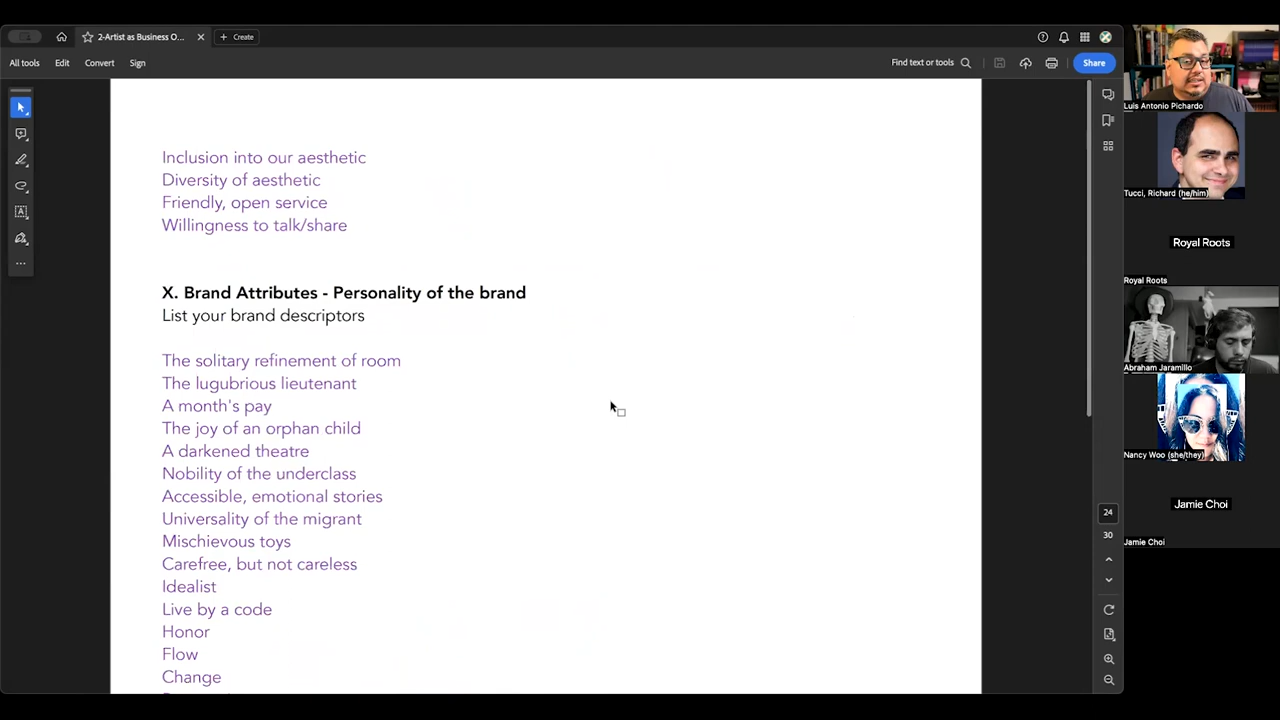 2-Artist as Business O...
Create
All tools
Edit
Convert
Sign
Find text or tools
Share
Inclusion into our aesthetic
Diversity of aesthetic
Friendly, open service
Willingness to talk/share
X. Brand Attributes - Personality of the brand
List your brand descriptors
The solitary refinement of room
The lugubrious lieutenant
A month's pay
The joy of an orphan child
A darkened theatre
Nobility of the underclass
Accessible, emotional stories
Universality of the migrant
Mischievous toys
Carefree, but not careless
Idealist
Live by a code
Honor
Flow
Change
24
30
Luis Antonio Pichardo
Tucci, Richard (he/him)
Royal Roots
Royal Roots
Abraham Jaramillo
Nancy Woo (she/they)
Jamie Choi
Jamie Choi